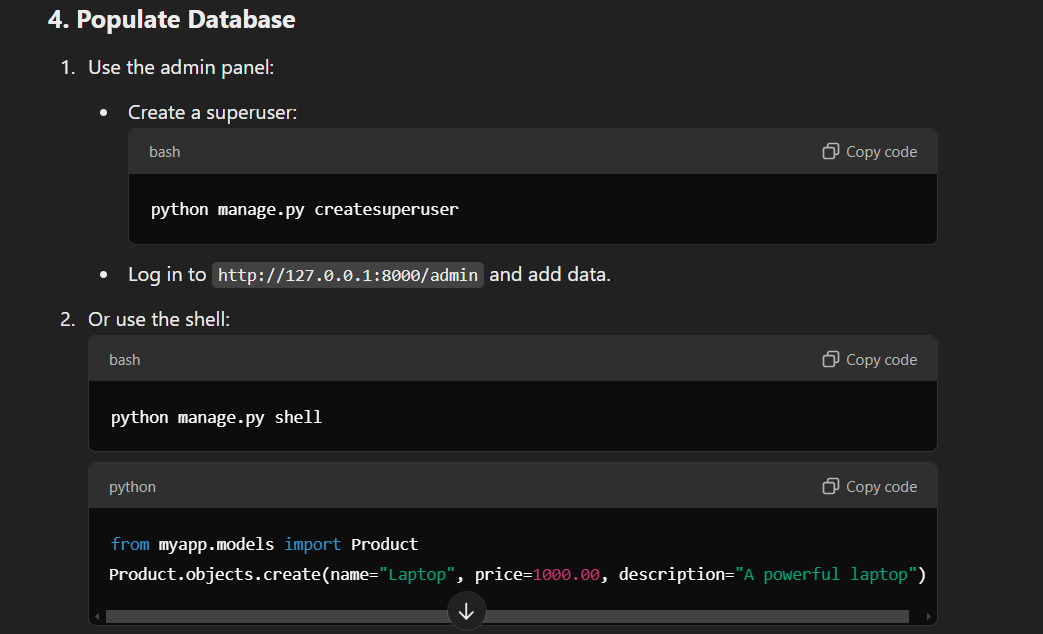 4. Populate Database
1. Use the admin panel:
• Create a superuser:
bash Copy code
python manage.py createsuperuser
• Log in to http://127.0.0.1:8000/admin and add data.
2. Or use the shell:
bash Copy code
python manage.py shell
python Copy code
from myapp.models import Product
Product.objects.create(name="Laptop", price=1000.00, description="A powerful laptop")